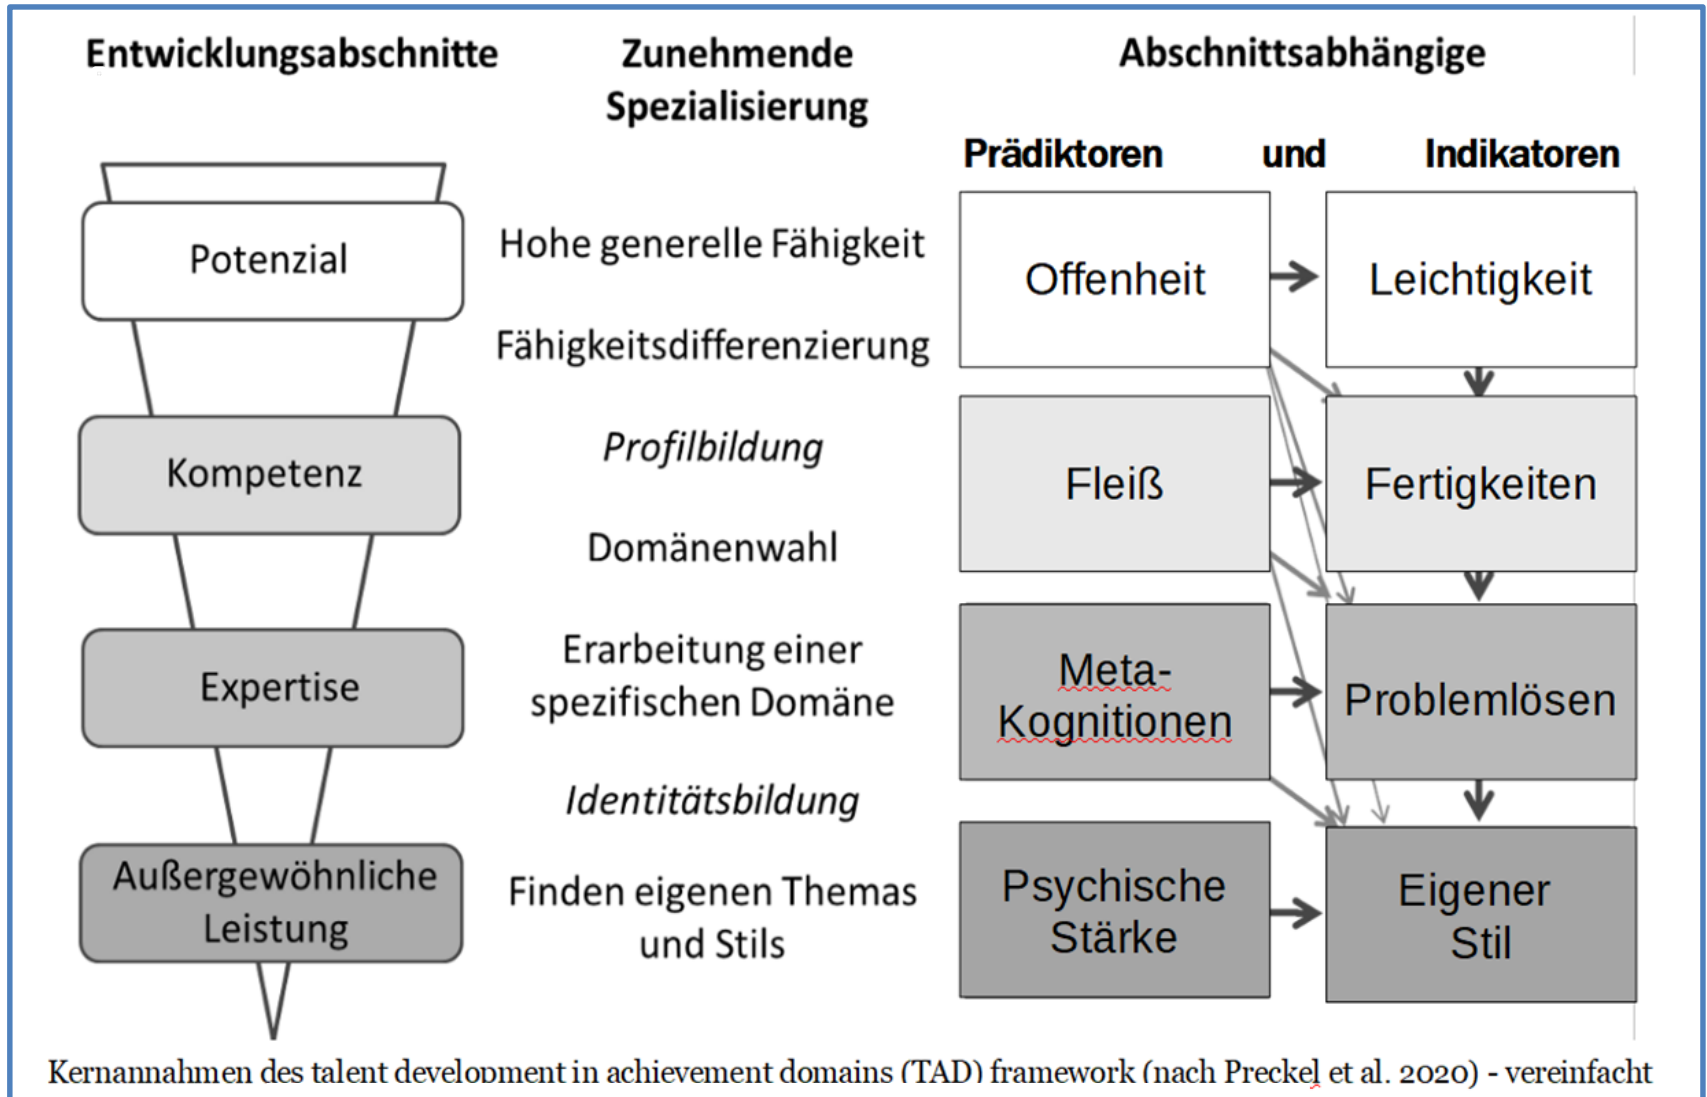 Entwicklungsabschnitte
Zunehmende
Spezialisierung
Abschnittsabhängige
Prädiktoren und Indikatoren
Potenzial
Hohe generelle Fähigkeit
Offenheit
Leichtigkeit
Fähigkeitsdifferenzierung
Kompetenz
Profilbildung
Fleiß
Fertigkeiten
Domänenwahl
Expertise
Erarbeitung einer
spezifischen Domäne
Meta-
Kognitionen
Problemlösen
Identitätsbildung
Außergewöhnliche
Leistung
Finden eigenen Themas
und Stils
Psychische
Stärke
Eigener
Stil
Kernannahmen des talent development in achievement domains (TAD) framework (nach Preckel et al. 2020) - vereinfacht